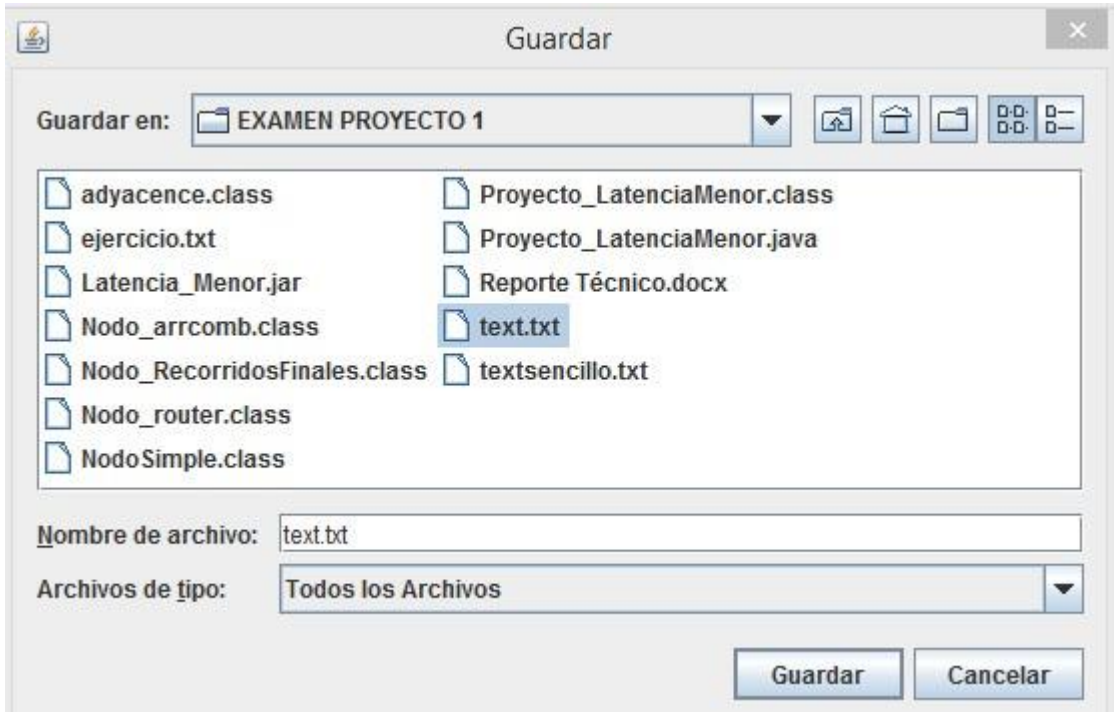 Guardar
Guardar en: EXAMEN PROYECTO 1
adyacence.class
ejercicio.txt
Latencia_Menor.jar
Nodo_arrcomb.class
Nodo_RecorridosFinales.class
Nodo_router.class
NodoSimple.class
Proyecto_LatenciaMenor.class
Proyecto_LatenciaMenor.java
Reporte Técnico.docx
text.txt
textsencillo.txt
Nombre de archivo: text.txt
Archivos de tipo: Todos los Archivos
Guardar Cancelar